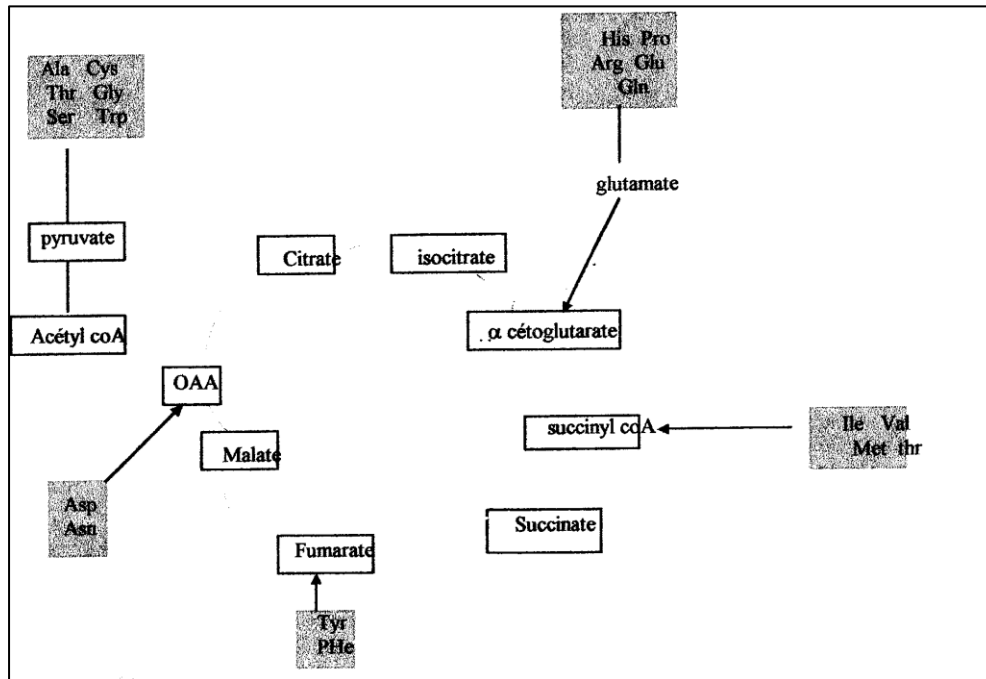 Ala Cys
Thr Gly
Ser Trp
His Pro
Arg Glu
Gln
glutamate
pyruvate
Citrate
isocitrate
Acétyl coA
α cétoglutarate
OAA
succinyl coA
Ile Val
Met thr
Malate
Asp
Asn
Succinate
Fumarate
Tyr
PHe